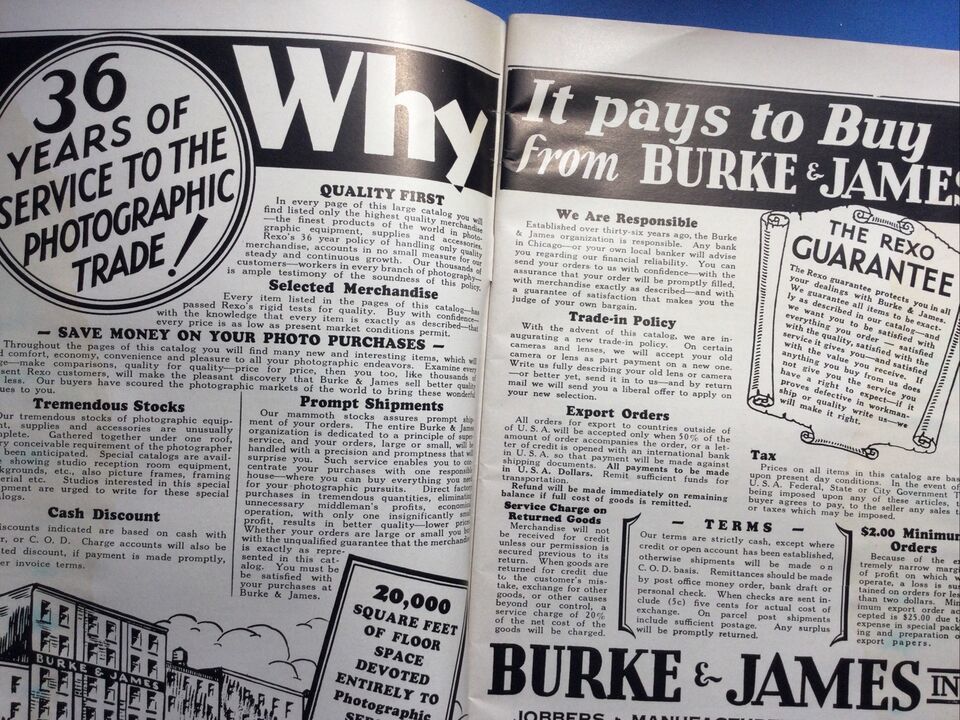 36
YEARS OF
SERVICE TO THE
PHOTOGRAPHIC
TRADE!
Why
QUALITY FIRST
In every page of this large catalog you will
find listed only the highest quality merchandise
—the finest products of the world in photo-
graphic equipment, supplies and accessories.
Rexo's 36 year policy of handling only quality
merchandise, accounts in no small measure for our
steady and continuous growth. Our thousands of
customers—workers in every branch of photography—
is ample testimony of the soundness of this policy.
Selected Merchandise
Every item listed in the pages of this catalog—has
passed Rexo's rigid tests for quality. Buy with confidence—
with the knowledge that every item is exactly as described—that
every price is as low as present market conditions permit.
— SAVE MONEY ON YOUR PHOTO PURCHASES —
Throughout the pages of this catalog you will find many new and interesting items, which will
comfort, economy, convenience and pleasure to all your photographic endeavors. Examine every
—make comparisons, quality for quality—price for price, then you too, like thousands of
sent Rexo customers, will make the pleasant discovery that Burke & James sell better quality
less. Our buyers have scoured the photographic markets of the world to bring these wonderful
ues to you.
Tremendous Stocks
Our tremendous stocks of photographic equip-
ent, supplies and accessories are unusually
plete. Gathered together under one roof,
y conceivable requirement of the photographer
been anticipated. Special catalogs are avail-
showing studio reception room equipment,
kgrounds, etc., also picture frames, framing
erial etc. Studios interested in this special
pment are urged to write for these special
logs.
Cash Discount
iscounts indicated are based on cash with
r, or C. O. D. Charge accounts will also be
ted discount, if payment is made promptly,
er invoice terms.
Prompt Shipments
Our mammoth stocks assure prompt ship
ment of your orders. The entire Burke & James
organization is dedicated to a principle of super
service, and your orders, large or small, will be
handled with a precision and promptness that will
surprise you. Such service enables you to con-
centrate your purchases with one responsible
house—where you can buy everything you need
for your photographic pursuits. Direct factory
purchases in tremendous quantities, eliminating
unnecessary middleman's profits, economical
operation, with only one insignificantly small
profit, results in better quality—lower prices.
Whether your orders are large or small you buy
with the unqualified guarantee that the merchandise
is exactly as repre-
sented in this cat-
alog. You must be
satisfied with
your purchases at
Burke & James.
BURKE & JAMES
20,000
SQUARE FEET
OF FLOOR
SPACE
DEVOTED
ENTIRELY TO
Photographic
It pays to Buy
from BURKE & JAMES
We Are Responsible
Established over thirty-six years ago, the Burke
& James organization is responsible. Any bank
in Chicago—or your own local banker will advise
you regarding our financial reliability. You can
send your orders to us with confidence—with the
assurance that your order will be promptly filled,
with merchandise exactly as described—and with
a guarantee of satisfaction that makes you the
judge of your own bargain.
Trade-in Policy
With the advent of this catalog, we are in-
augurating a new trade-in policy. On certain
cameras and lenses, we will accept your old
camera or lens as part payment on a new one.
Write us fully describing your old lens or camera
—or better yet, send it in to us—and by return
mail we will send you a liberal offer to apply on
your new selection.
Export Orders
All orders for export to countries outside of
U. S. A. will be accepted only when 50% of the
amount of order accompanies the order, or a let-
ter of credit is opened with an international bank
in U. S. A. so that payment will be made against
shipping documents. All payments to be made
in U. S. A. Dollars. Remit sufficient funds for
transportation.
Refund will be made immediately on remaining
balance if full cost of goods is remitted.
Service Charge on
Returned Goods
Merchandise will not
be received for credit
unless our permission is
secured previous to its
return. When goods are
returned for credit due
to the customer's mis-
take, exchange for other
goods, or other causes
beyond our control, a
service charge of 20%
of the net cost of the
goods will be charged.
THE REXO
GUARANTEE
The Rexo guarantee protects you in all
your dealings with Burke & James.
We guarantee all items to be exact-
ly as described in our catalog—and
we want you to be satisfied with
everything you buy—satisfied with
the quality, satisfied with the
service it gives you—and satisfied
with the value you receive. If
anything you buy from us does
not give you the service you
have a right to expect—if it
proves defective in workman-
ship or quality write us—we
will make it right.
Tax
Prices on all items in this catalog are based
upon present day conditions. In the event of
U. S. A. Federal, State or City Government T
being imposed upon any of these articles, t
buyer agrees to pay, to the seller any sales t
or taxes which may be imposed.
— TERMS —
Our terms are strictly cash, except where
credit or open account has been established,
otherwise shipments will be made on
C. O. D. basis. Remittances should be made
by post office money order, bank draft or
personal check. When checks are sent in-
clude (5c) five cents for actual cost of
exchange. On parcel post shipments
include sufficient postage. Any surplus
will be promptly returned.
$2.00 Minimum
Orders
Because of the ex
tremely narrow margin
of profit on which we
operate, a loss is sus-
tained on orders for less
than two dollars. Min
imum export order ac
cepted is $25.00 due to
expense in special pack
ing and preparation of
export papers.
BURKE & JAMES IN
JOBBERS